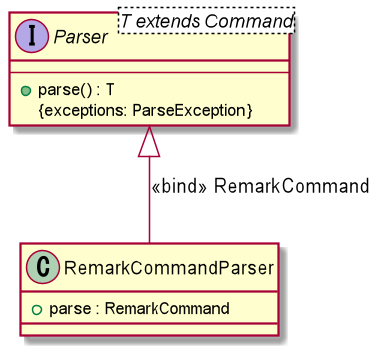 I Parser T extends Command
parse() : T
{exceptions: ParseException}
«bind» RemarkCommand
C RemarkCommandParser
parse : RemarkCommand